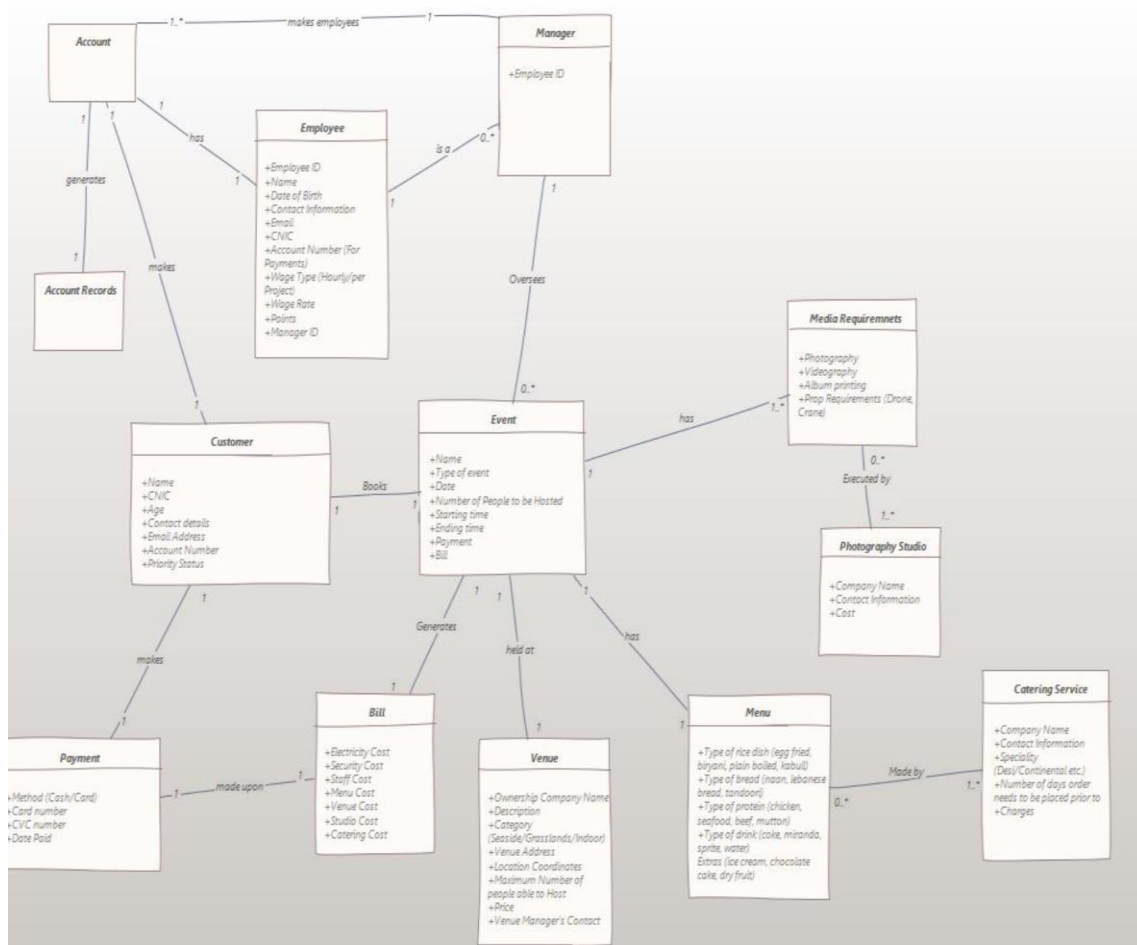 1..*
makes employees
1
Account
Manager
+Employee ID
1
1
1
has
1
Employee
+Employee ID
+Name
+Date of Birth
+Contact Information
+Email
+CNIC
+Account Number (For
Payments)
+Wage Type (Hourly/per
Project)
+Wage Rate
+Points
+Manager ID
is a
0..*
1
generates
1
Account Records
makes
1
1
Oversees
0..*
Media Requiremnets
+Photography
+Videography
+Album printing
+Prop Requirements (Drone,
Crane)
has
1..*
1
0..*
Executed by
1..*
Photography Studio
+Company Name
+Contact Information
+Cost
Customer
+Name
+CNIC
+Age
+Contact details
+Email Address
+Account Number
+Priority Status
Books
1
1
Event
+Name
+Type of event
+Date
+Number of People to be Hosted
+Starting time
+Ending time
+Payment
+Bill
1
makes
1
1
Generates
1
1
held at
1
1
has
1
Payment
+Method (Cash/Card)
+Card number
+CVC number
+Date Paid
1
made upon
1
Bill
+Electricity Cost
+Security Cost
+Staff Cost
+Menu Cost
+Venue Cost
+Studio Cost
+Catering Cost
Venue
+Ownership Company Name
+Description
+Category
(Seaside/Grasslands/Indoor)
+Venue Address
+Location Coordinates
+Maximum Number of
people able to Host
+Price
+Venue Manager's Contact
Menu
+Type of rice dish (egg fried,
biryani, plain boiled, kabuli)
+Type of bread (naan, lebanese
bread, tandoori)
+Type of protein (chicken,
seafood, beef, mutton)
+Type of drink (coke, miranda,
sprite, water)
Extras (ice cream, chocolate
cake, dry fruit)
Made by
0..*
1..*
Catering Service
+Company Name
+Contact Information
+Speciality
(Desi/Continental etc.)
+Number of days order
needs to be placed prior to
+Charges